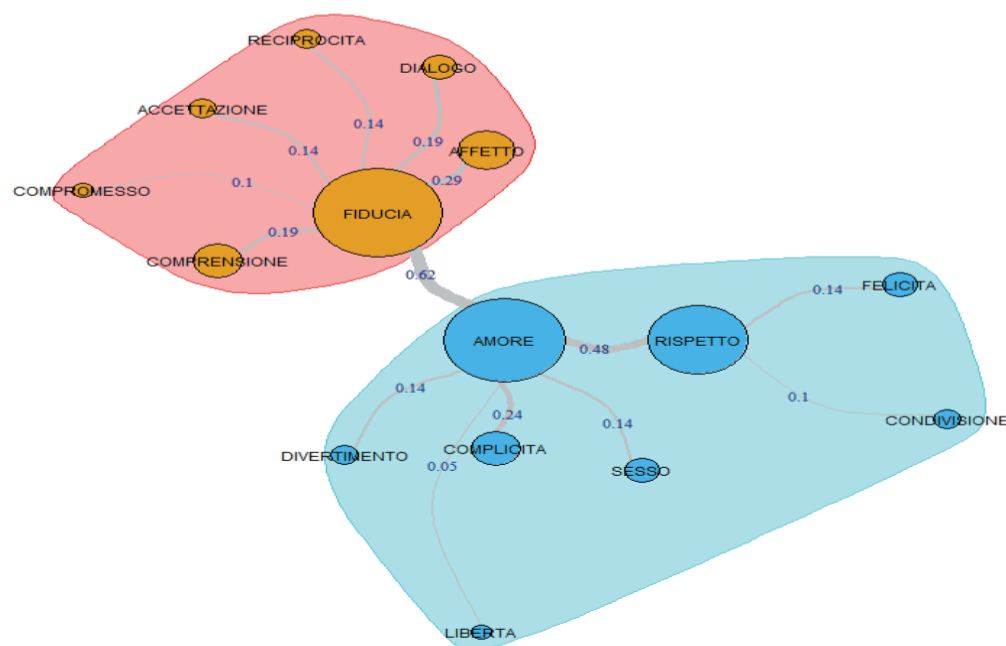 RECIPROCITA
DIALOGO
ACCETTAZIONE
0.14
0.19
AFFETTO
0.14
0.29
COMPROMESSO
0.1
FIDUCIA
0.19
COMPRENSIONE
0.62
FELICITA
0.14
AMORE
0.48
RISPETTO
0.14
0.1
0.24
0.14
CONDIVISIONE
DIVERTIMENTO
0.05
COMPLICITA
SESSO
LIBERTA